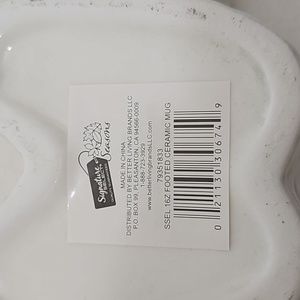 Signature
Seasons
MADE IN CHINA
DISTRIBUTED BY BETTER LIVING BRANDS LLC
P.O. BOX 99, PLEASANTON, CA 94566-0009
1-888-723-3929
www.betterlivingbrandsLLC.com
79351833
SSEL 16Z FOOTED CERAMIC MUG
0 21130 30674 9